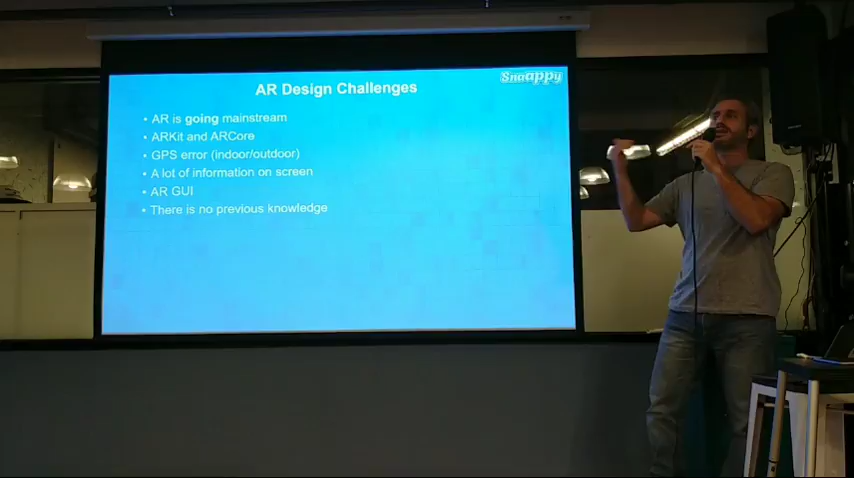 AR Design Challenges
Snaappy
• AR is going mainstream
• ARKit and ARCore
• GPS error (indoor/outdoor)
• A lot of information on screen
• AR GUI
• There is no previous knowledge